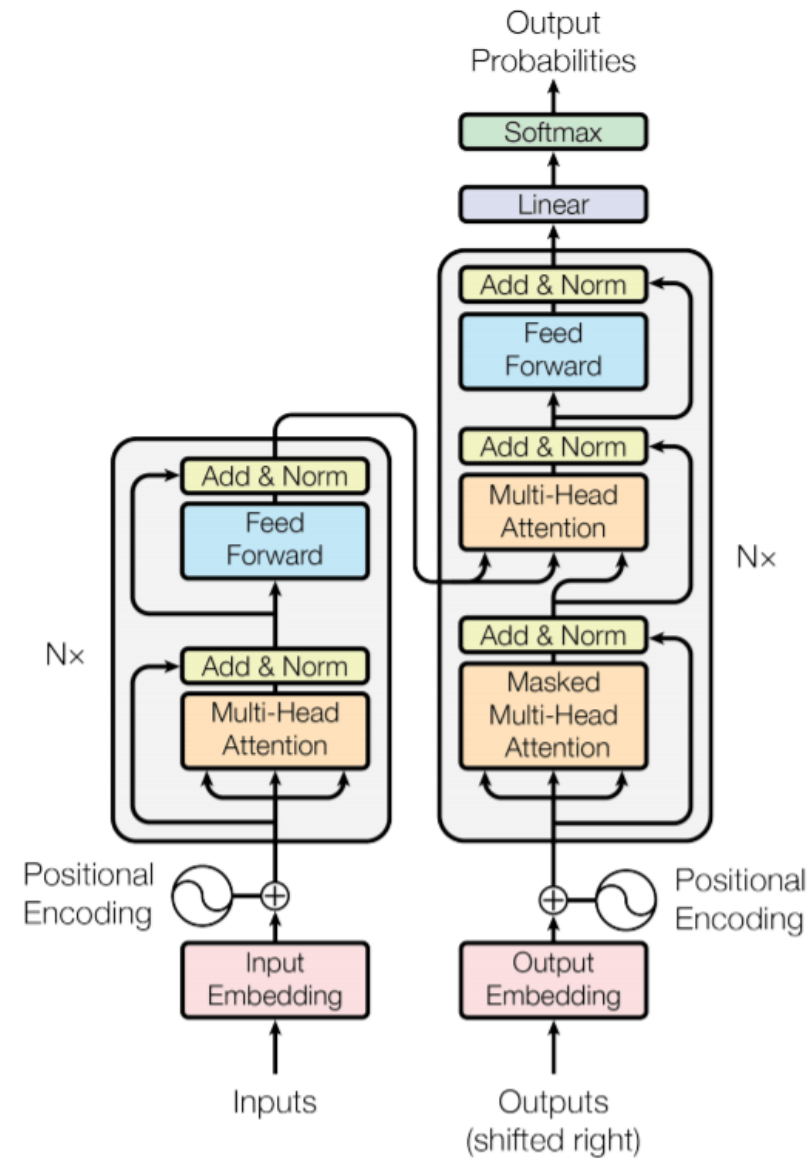 Output
Probabilities
Softmax
Linear
Add & Norm
Feed
Forward
Add & Norm
Multi-Head
Attention
Add & Norm
Masked
Multi-Head
Attention
N×
Add & Norm
Feed
Forward
Add & Norm
Multi-Head
Attention
N×
Positional
Encoding
Positional
Encoding
Input
Embedding
Output
Embedding
Inputs
Outputs
(shifted right)